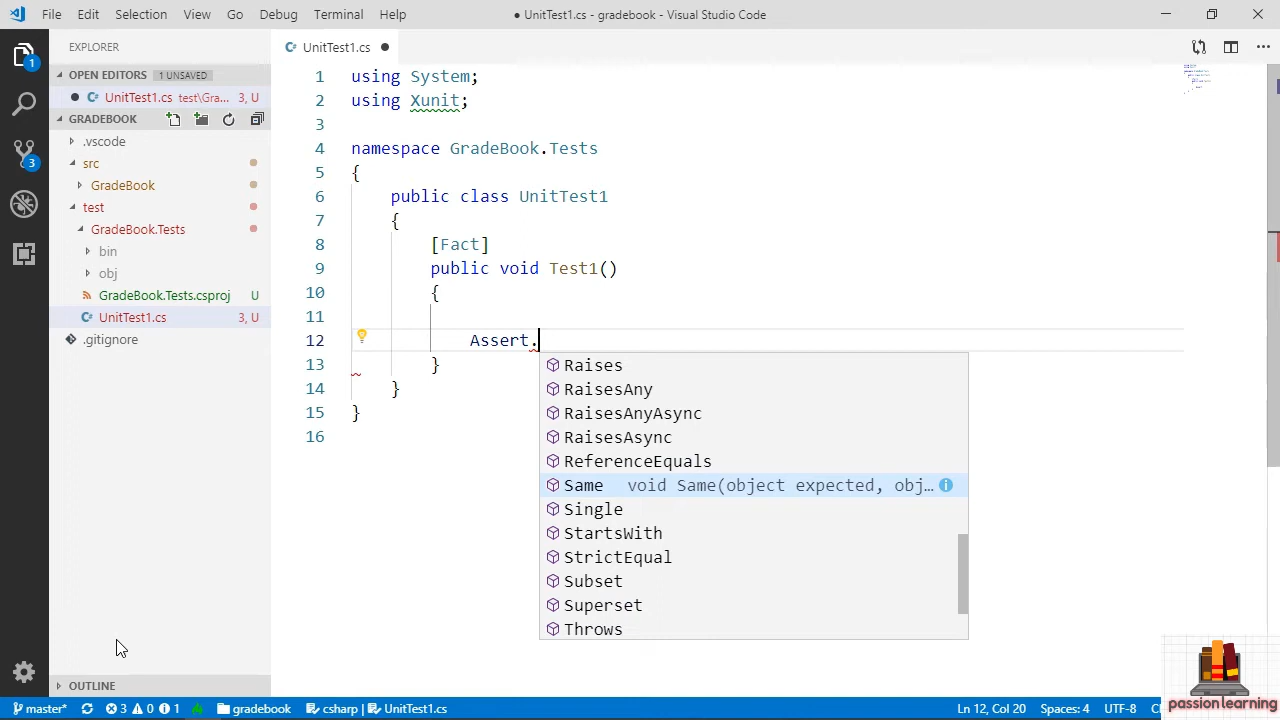 File Edit Selection View Go Debug Terminal Help
● UnitTest1.cs - gradebook - Visual Studio Code
EXPLORER
OPEN EDITORS 1 UNSAVED
UnitTest1.cs test\Gra... 3, U
GRADEBOOK
.vscode
src
GradeBook
test
GradeBook.Tests
bin
obj
GradeBook.Tests.csproj U
UnitTest1.cs 3, U
.gitignore
OUTLINE
1
3
UnitTest1.cs ●
1 using System;
2 using Xunit;
3
4 namespace GradeBook.Tests
5 {
6 public class UnitTest1
7 {
8 [Fact]
9 public void Test1()
10 {
11
12 Assert.
13 }
14 }
15 }
16
Raises
RaisesAny
RaisesAnyAsync
RaisesAsync
ReferenceEquals
Same void Same(object expected, obj…
Single
StartsWith
StrictEqual
Subset
Superset
Throws
passion learning
master* 3 0 1 gradebook csharp | UnitTest1.cs Ln 12, Col 20 Spaces: 4 UTF-8